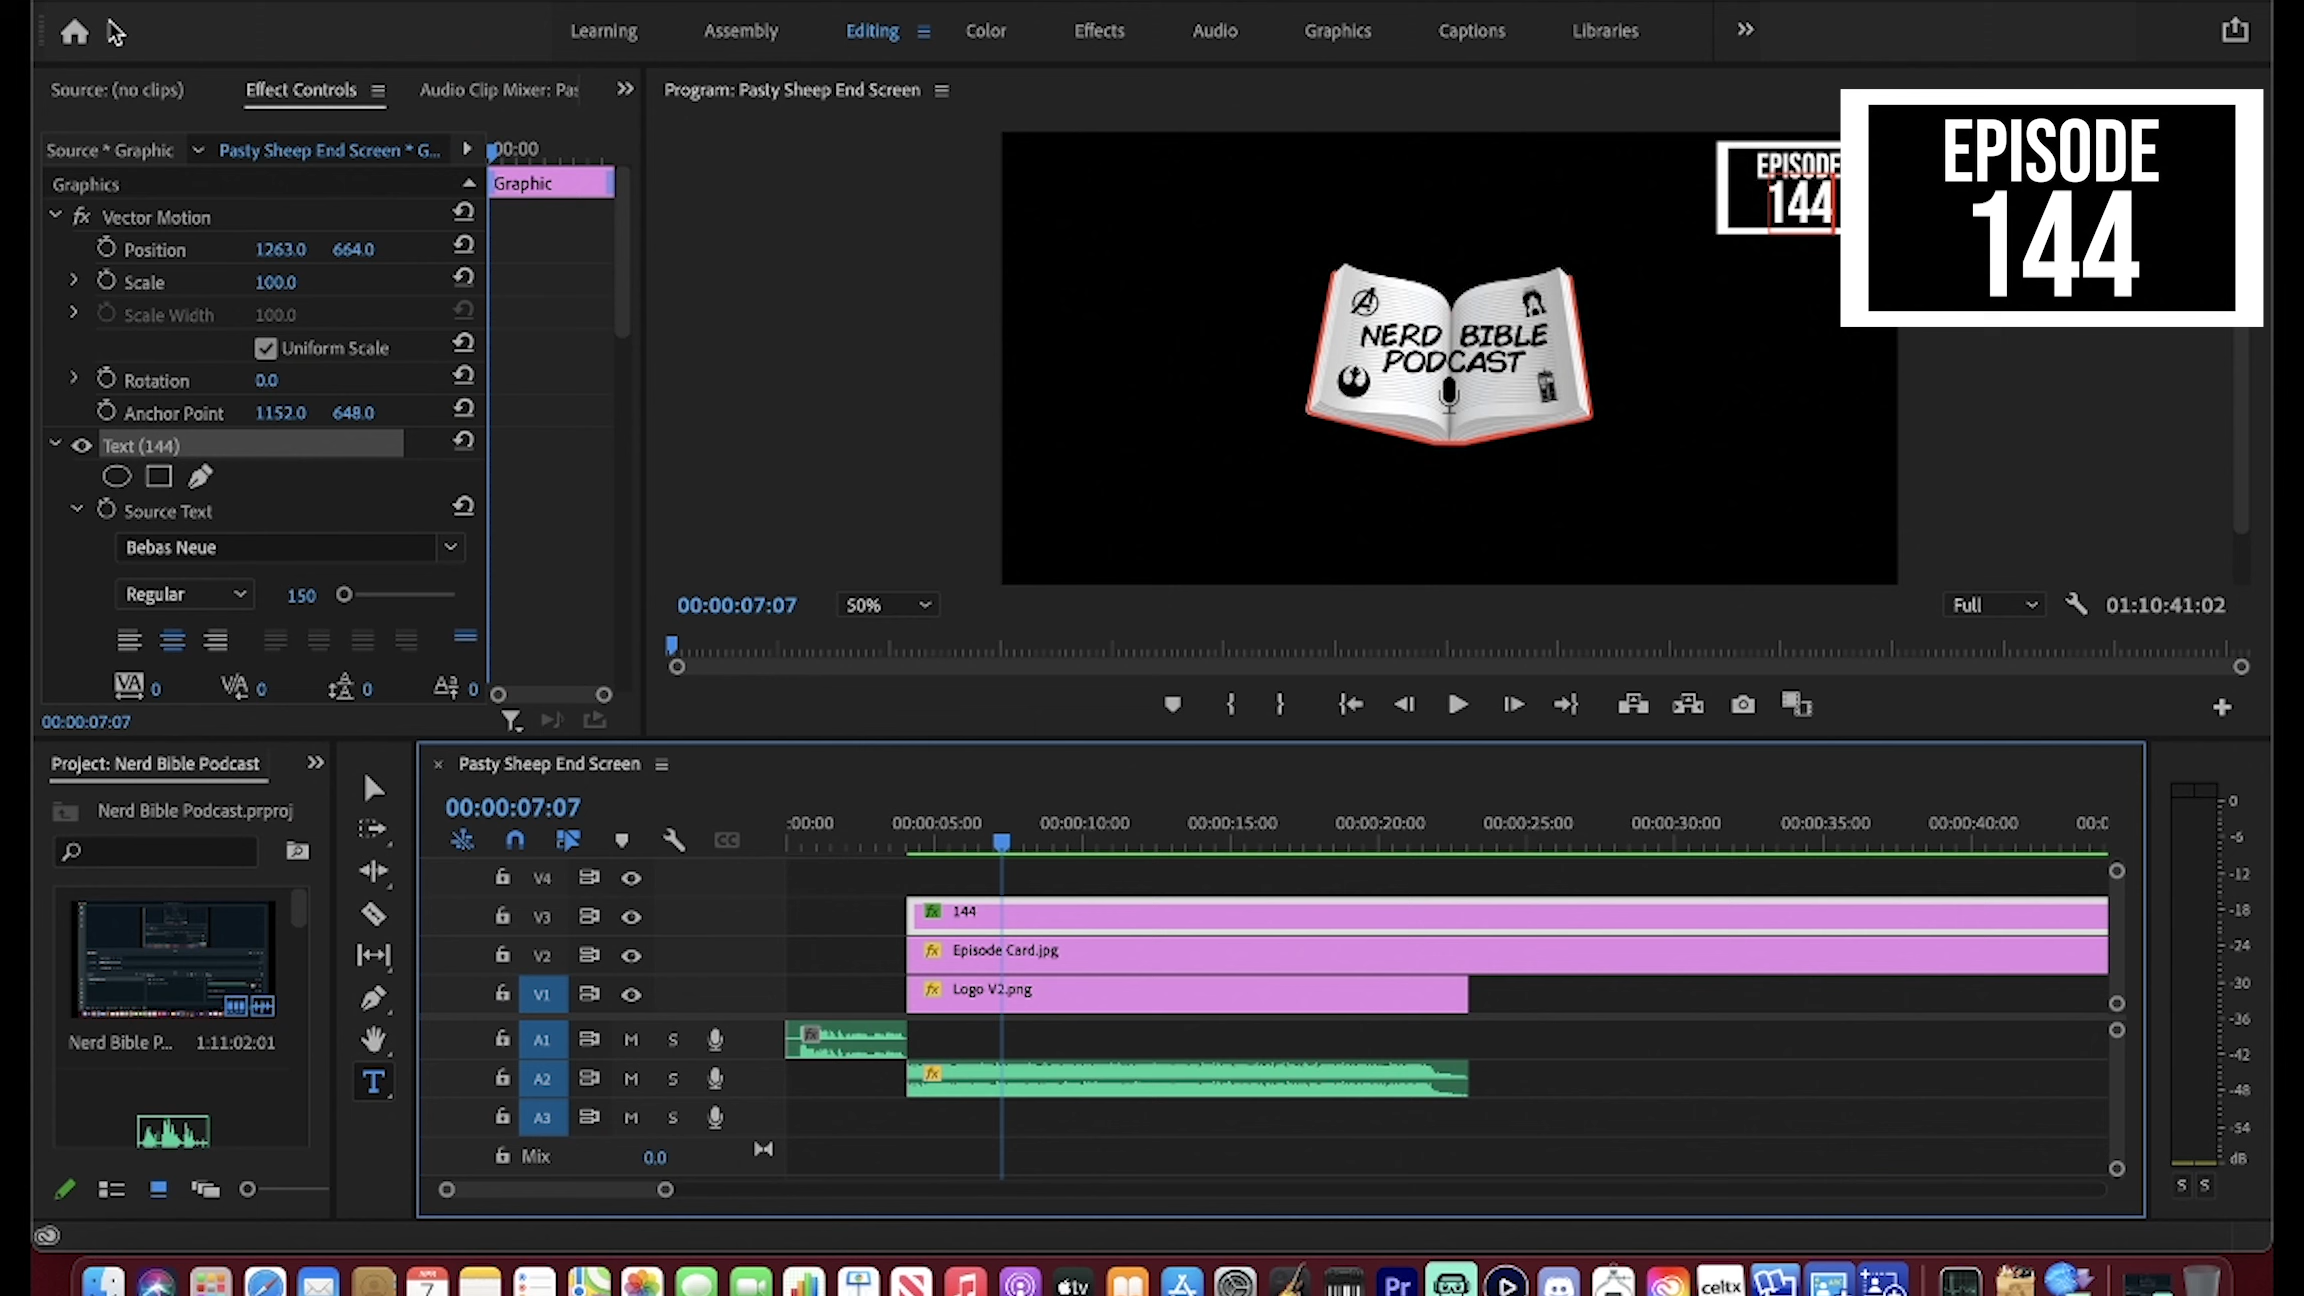 Learning Assembly Editing Color Effects Audio Graphics Captions Libraries
Source: (no clips) Effect Controls Audio Clip Mixer: Pas
Program: Pasty Sheep End Screen
Source * Graphic Pasty Sheep End Screen * G... :00:00
Graphics Graphic
Vector Motion
Position 1263.0 664.0
Scale 100.0
Scale Width 100.0
Uniform Scale
Rotation 0.0
Anchor Point 1152.0 648.0
Text (144)
Source Text
Bebas Neue
Regular 150
0 0 0 0
00:00:07:07
EPISODE
144
EPISODE
144
NERD BIBLE
PODCAST
00:00:07:07 50% Full 01:10:41:02
Project: Nerd Bible Podcast
Nerd Bible Podcast.prproj
Nerd Bible P... 1:11:02:01
Pasty Sheep End Screen
00:00:07:07
:00:00 00:00:05:00 00:00:10:00 00:00:15:00 00:00:20:00 00:00:25:00 00:00:30:00 00:00:35:00 00:00:40:00 00:0
CC
V4
V3 144
V2 Episode Card.jpg
V1 Logo V2.png
A1 M S
A2 M S
A3 M S
Mix 0.0
0
-6
-12
-18
-24
-30
-36
-42
-48
-54
dB
S S
APR
7
tv
Pr
celtx